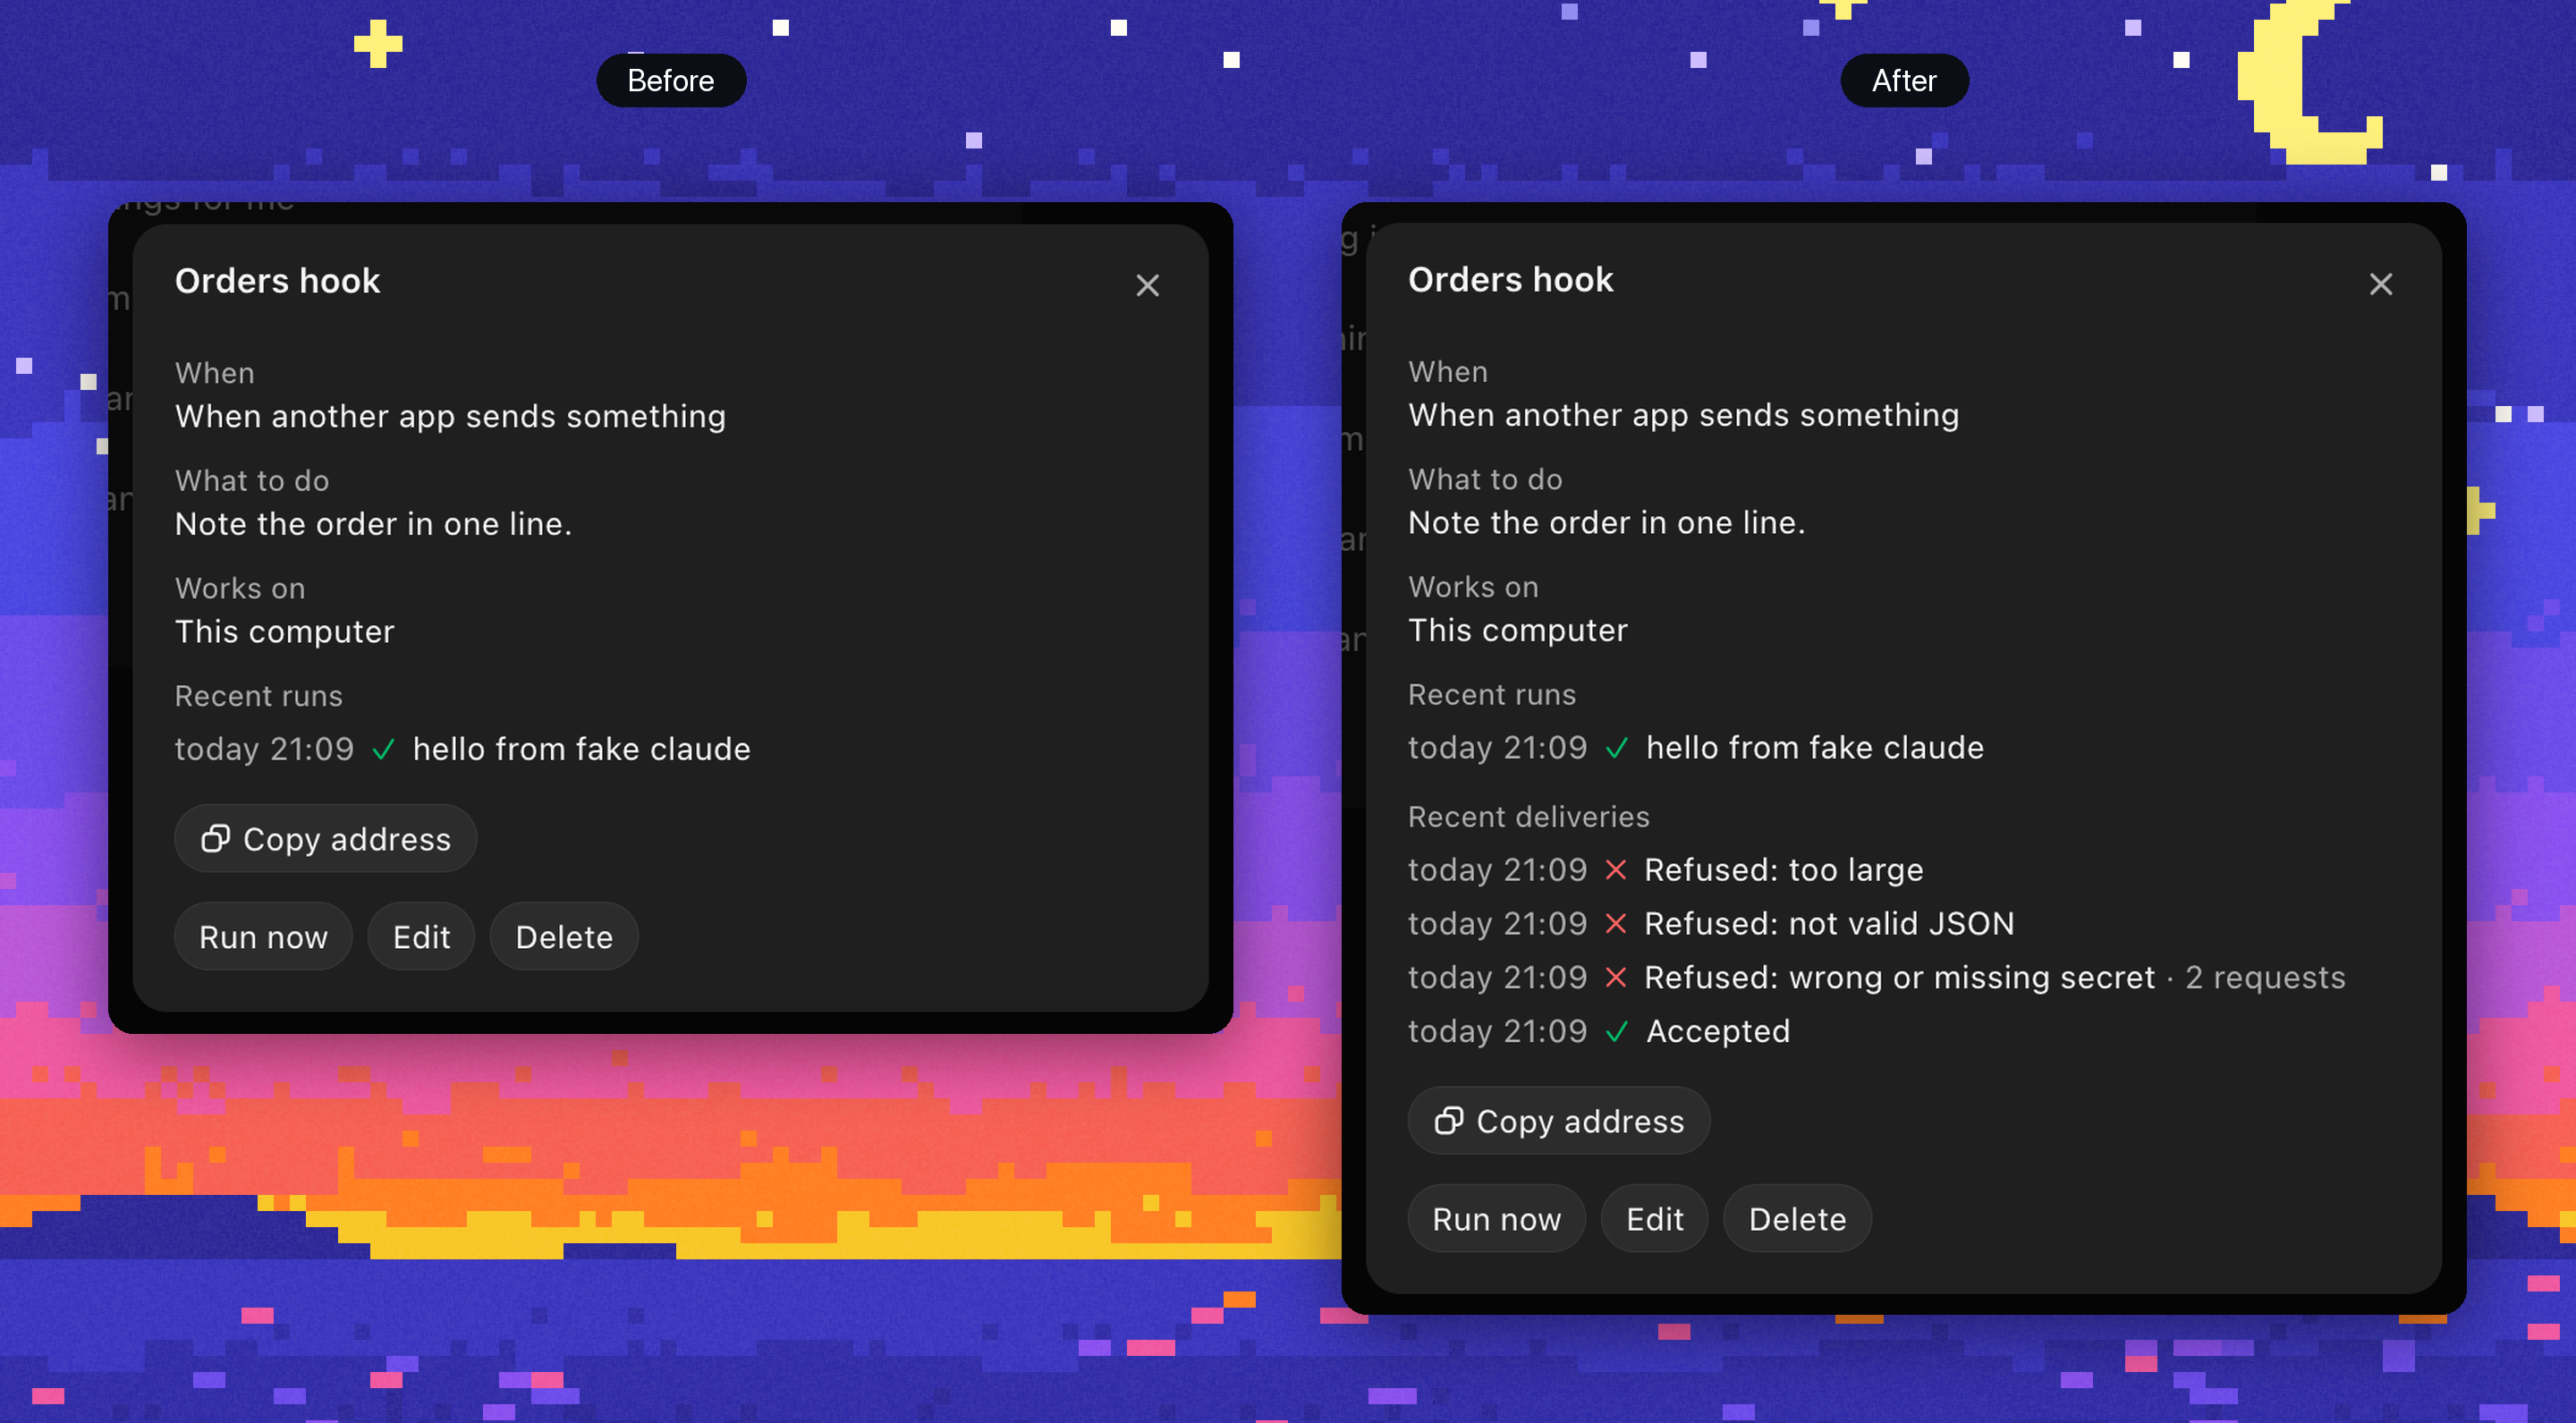 Before
Orders hook
When
When another app sends something
What to do
Note the order in one line.
Works on
This computer
Recent runs
today 21:09 ✓ hello from fake claude
Copy address
Run now
Edit
Delete
After
Orders hook
When
When another app sends something
What to do
Note the order in one line.
Works on
This computer
Recent runs
today 21:09 ✓ hello from fake claude
Recent deliveries
today 21:09 ✕ Refused: too large
today 21:09 ✕ Refused: not valid JSON
today 21:09 ✕ Refused: wrong or missing secret · 2 requests
today 21:09 ✓ Accepted
Copy address
Run now
Edit
Delete